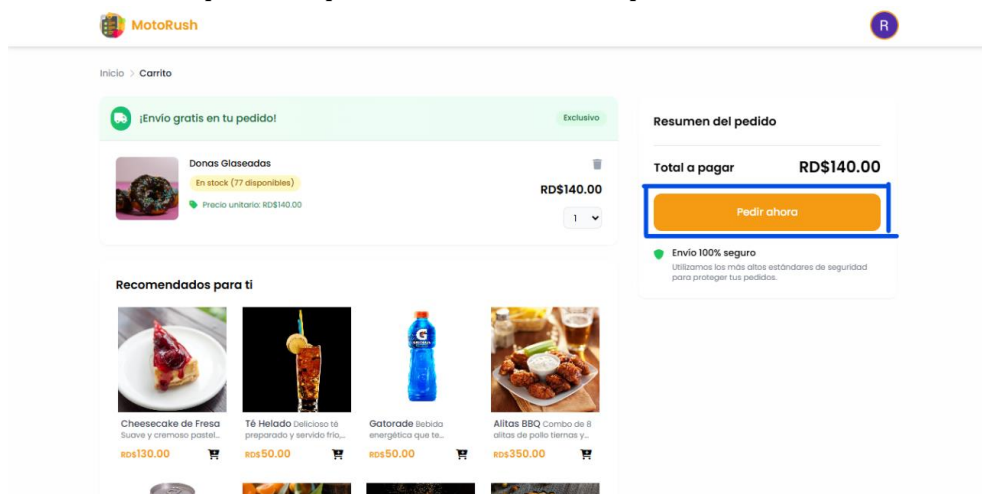 MotoRush
R
Inicio > Carrito
¡Envío gratis en tu pedido!
Exclusivo
Donas Glaseadas
En stock (77 disponibles)
Precio unitario: RD$140.00
RD$140.00
1
Resumen del pedido
Total a pagar RD$140.00
Pedir ahora
Envío 100% seguro
Utilizamos los más altos estándares de seguridad
para proteger tus pedidos.
Recomendados para ti
G
Cheesecake de Fresa
Suave y cremoso pastel...
RD$130.00
Té Helado Delicioso té
preparado y servido frío,...
RD$50.00
Gatorade Bebida
energética que te...
RD$50.00
Alitas BBQ Combo de 8
alitas de pollo tiernas y...
RD$350.00